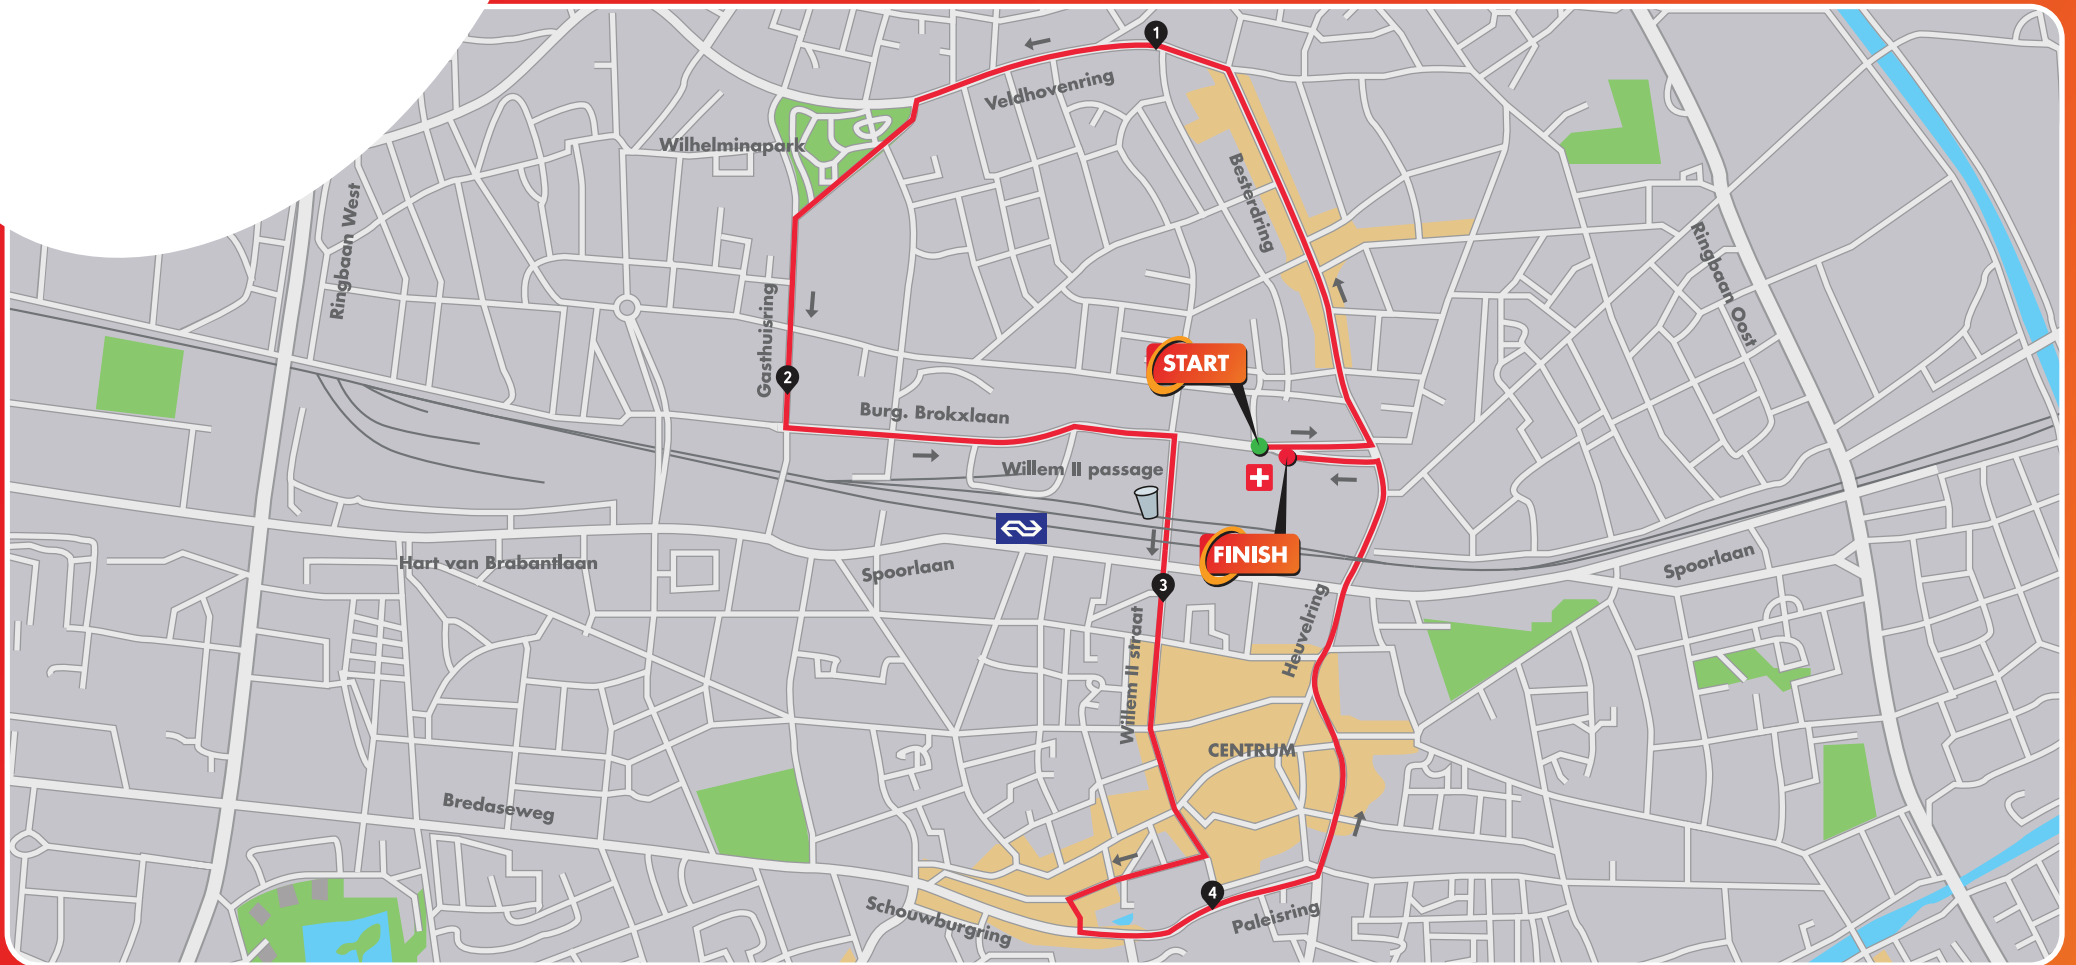 1
Veldhovenring
Wilhelminapark
Besterdring
Ringbaan West
Ringbaan Oost
Gasthuisring
START
2
Burg. Brokxlaan
Willem II passage
FINISH
Hart van Brabantlaan
Spoorlaan
Spoorlaan
3
Heuvelring
Willem II straat
CENTRUM
Bredaseweg
4
Schouwburgring
Paleisring